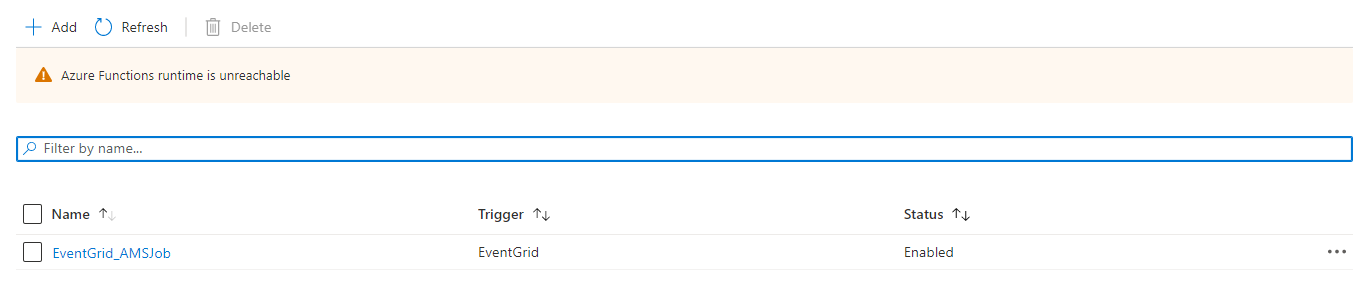 Add Refresh Delete
Azure Functions runtime is unreachable
Filter by name...
Name Trigger Status
EventGrid_AMSJob EventGrid Enabled